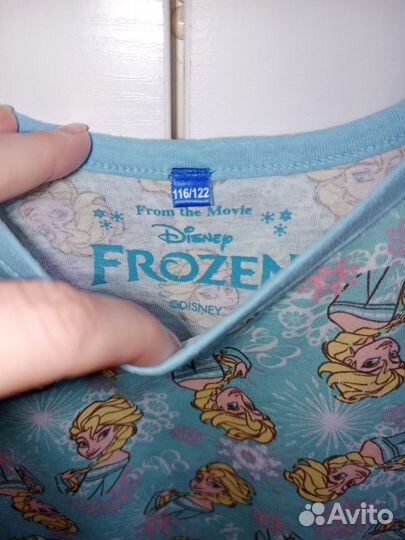 116/122
From the Movie
Disney
FROZEN
©DISNEY
Avito